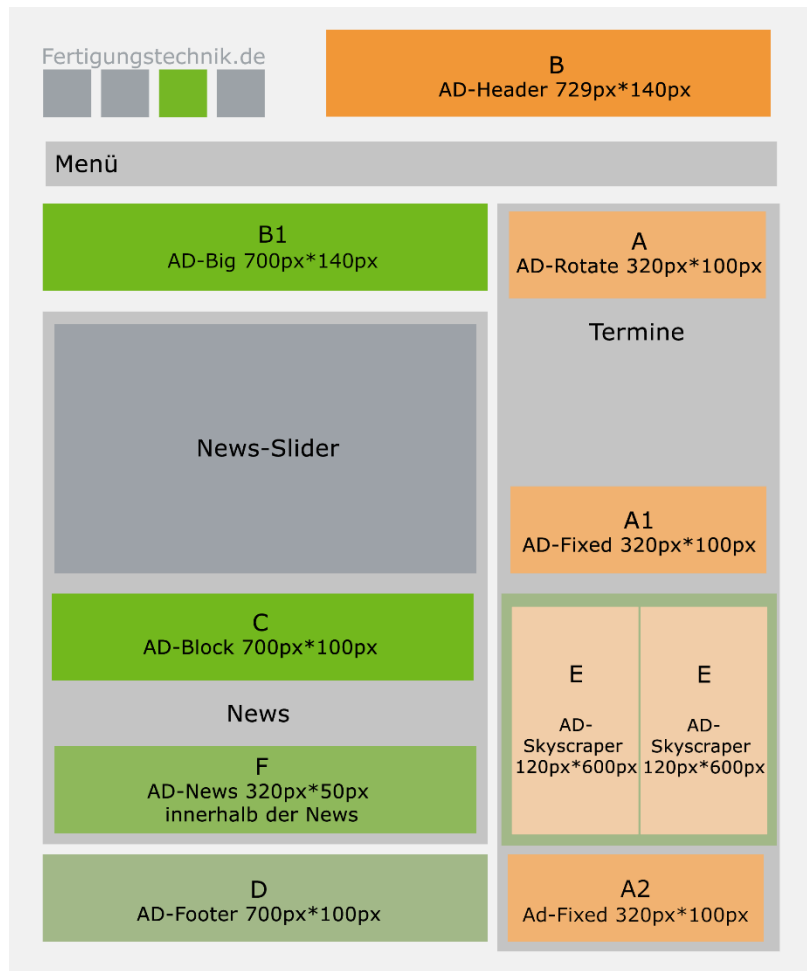 Fertigungstechnik.de
B
AD-Header 729px*140px
Menü
B1
AD-Big 700px*140px
News-Slider
C
AD-Block 700px*100px
News
F
AD-News 320px*50px
innerhalb der News
D
AD-Footer 700px*100px
A
AD-Rotate 320px*100px
Termine
A1
AD-Fixed 320px*100px
E
AD-
Skyscraper
120px*600px
E
AD-
Skyscraper
120px*600px
A2
Ad-Fixed 320px*100px